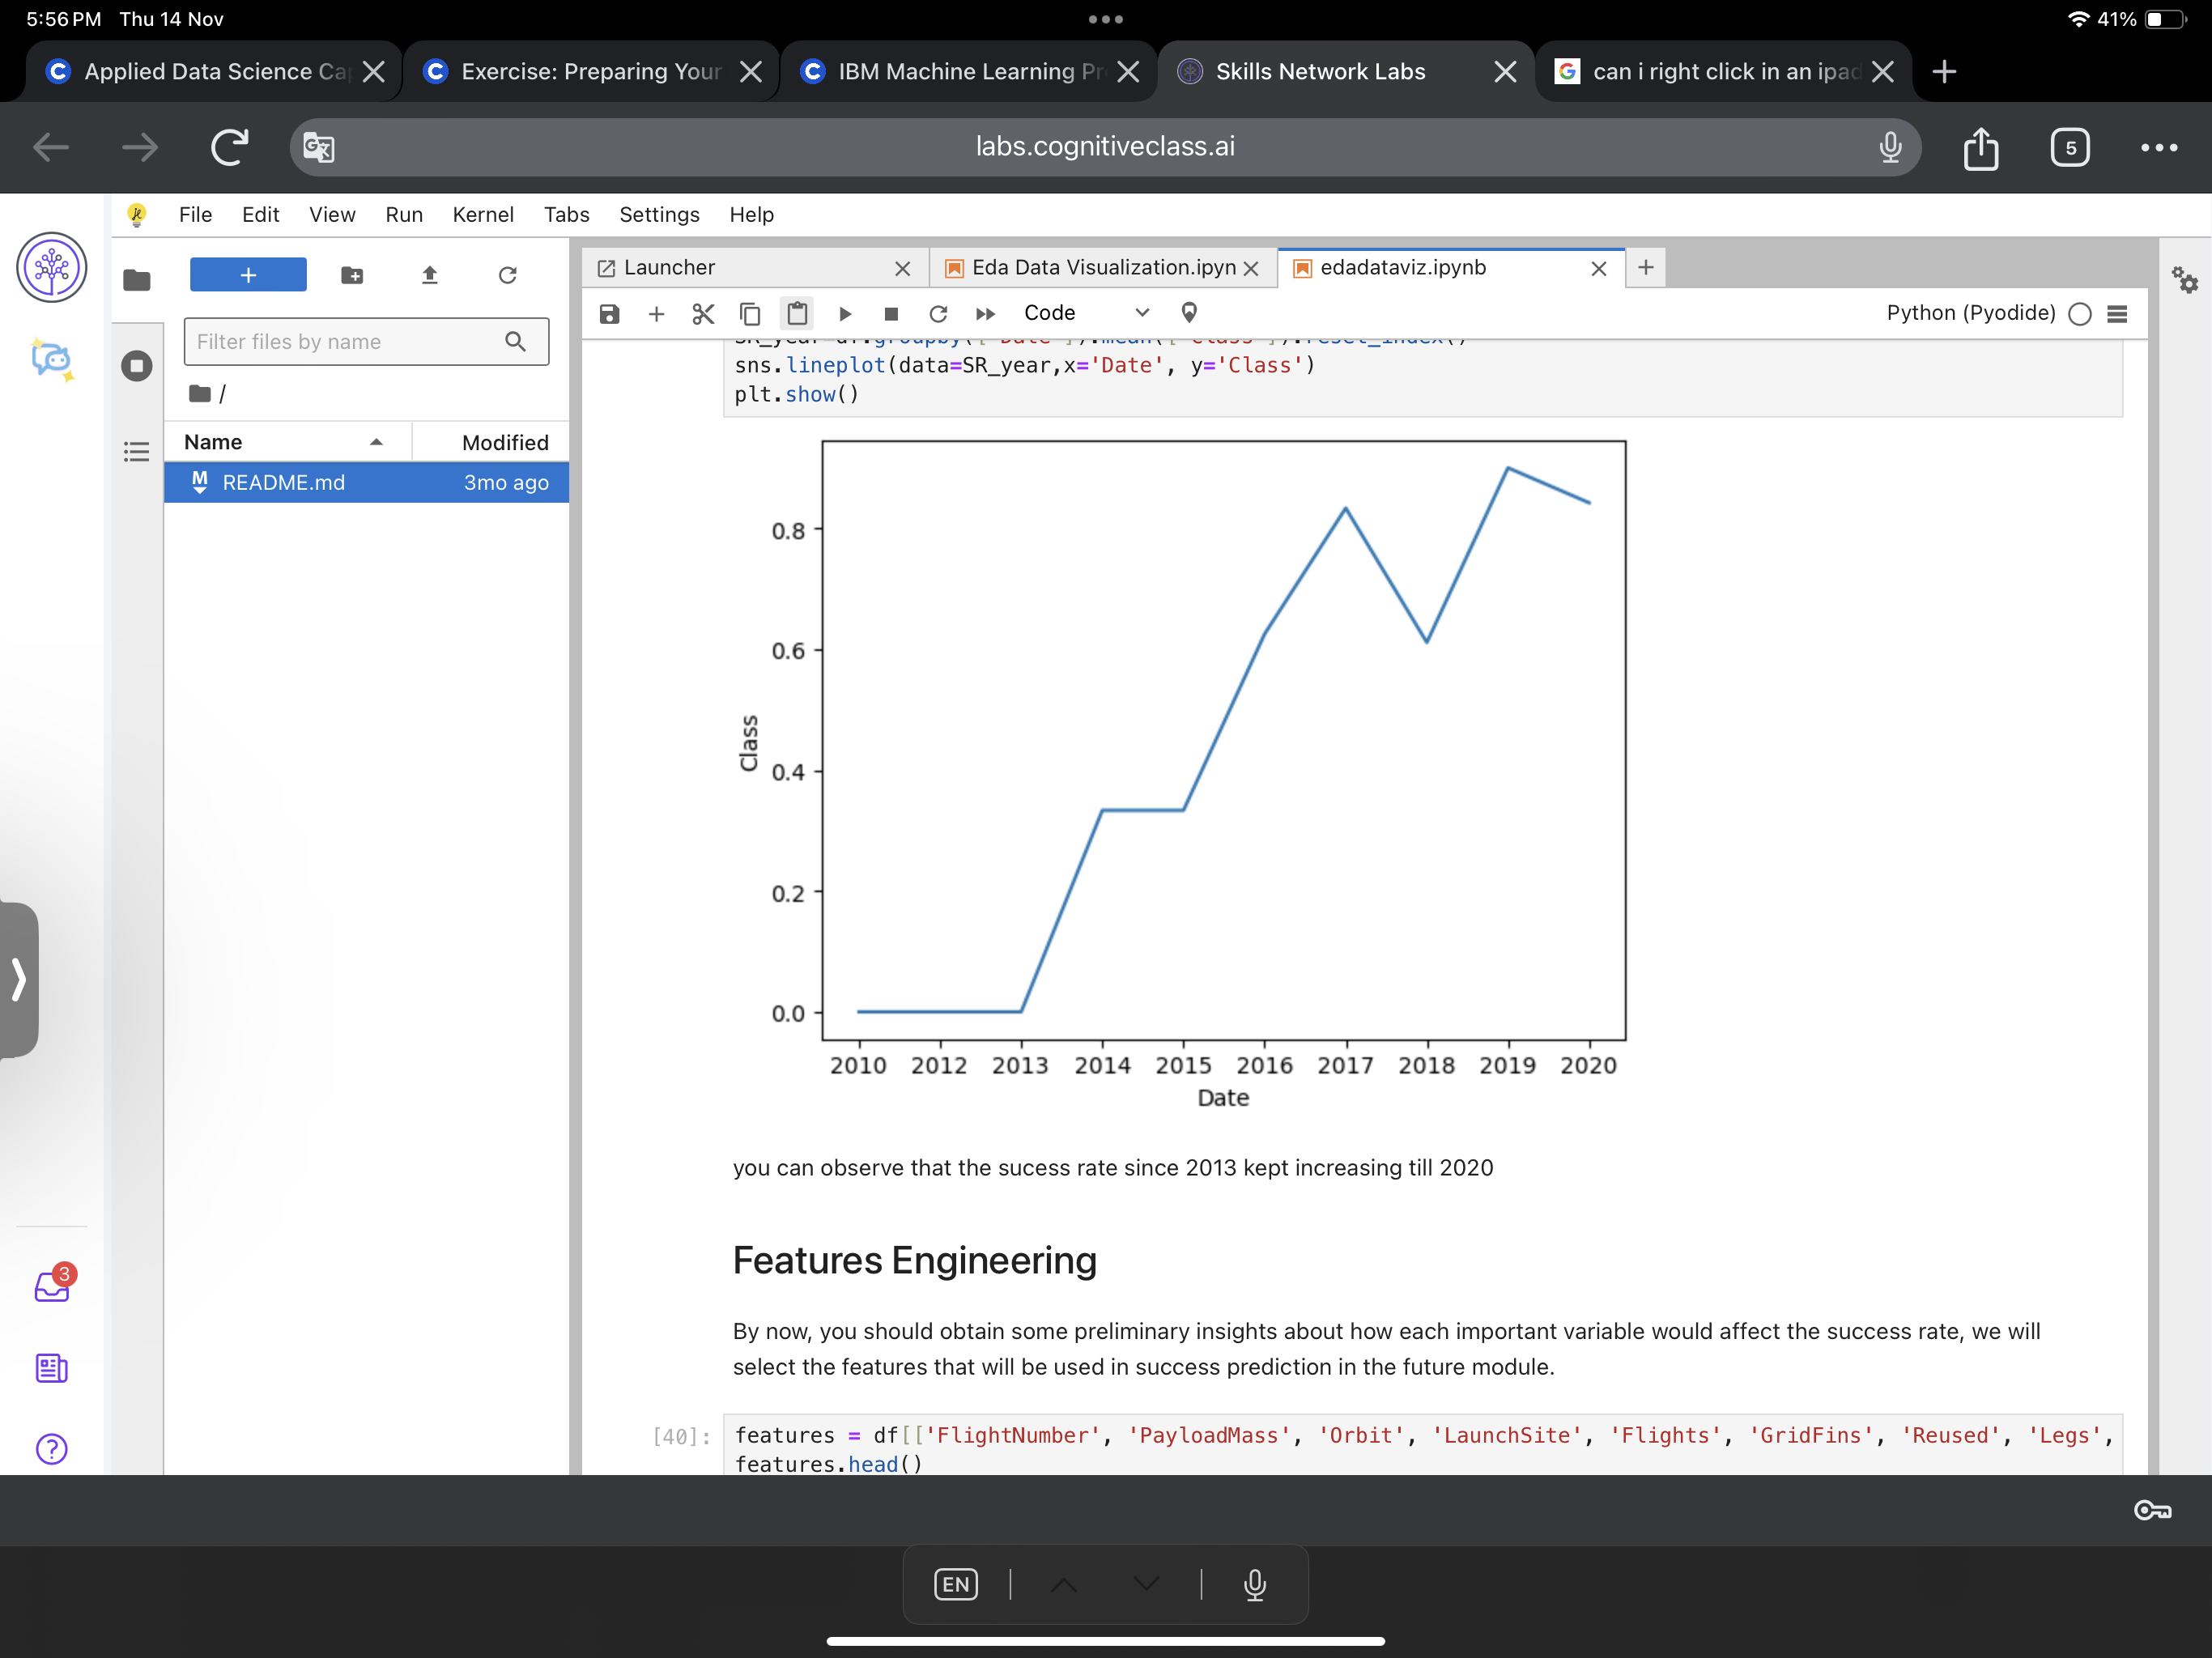 5:56 PM Thu 14 Nov
41%
Applied Data Science Ca
Exercise: Preparing Your
IBM Machine Learning Pr
Skills Network Labs
can i right click in an ipad
labs.cognitiveclass.ai
5
File Edit View Run Kernel Tabs Settings Help
Launcher
Eda Data Visualization.ipyn
edadataviz.ipynb
Code
Python (Pyodide)
Filter files by name
/
Name Modified
README.md 3mo ago
sns.lineplot(data=SR_year,x='Date', y='Class')
plt.show()
0.8
0.6
0.4
0.2
0.0
Class
2010 2012 2013 2014 2015 2016 2017 2018 2019 2020
Date
you can observe that the sucess rate since 2013 kept increasing till 2020
Features Engineering
By now, you should obtain some preliminary insights about how each important variable would affect the success rate, we will
select the features that will be used in success prediction in the future module.
[40]: features = df[['FlightNumber', 'PayloadMass', 'Orbit', 'LaunchSite', 'Flights', 'GridFins', 'Reused', 'Legs',
features.head()
3
EN